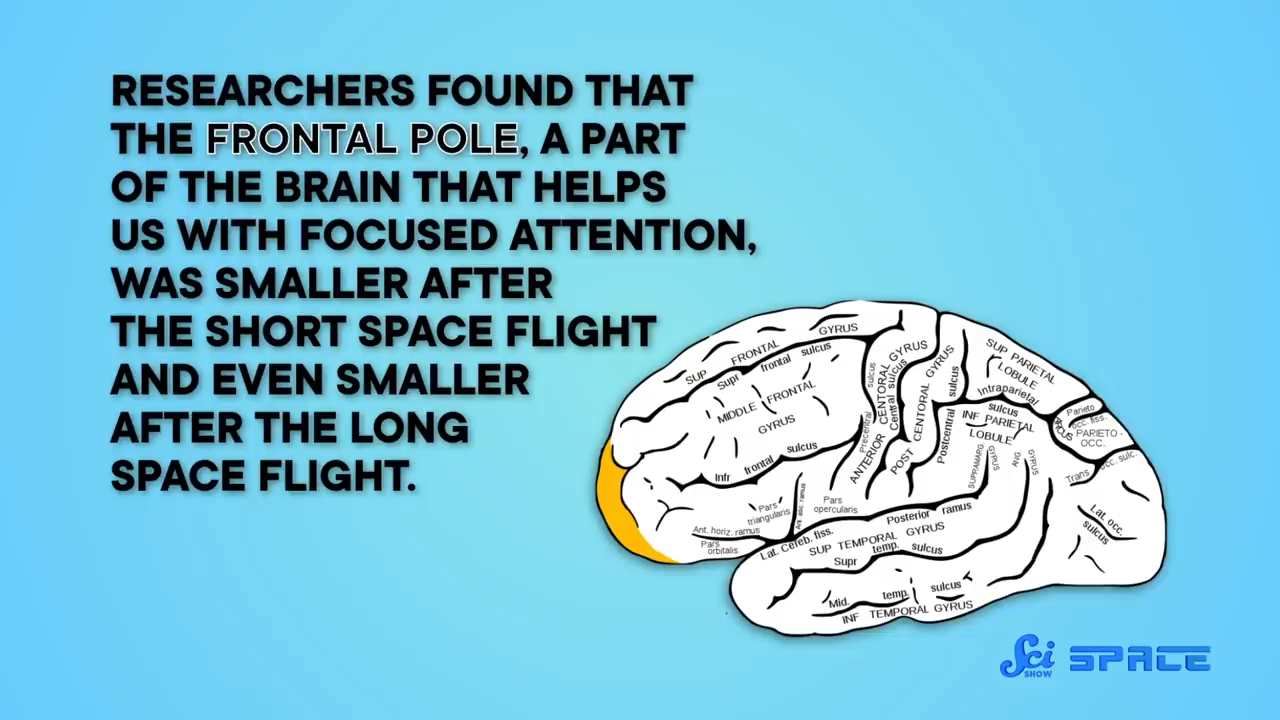 RESEARCHERS FOUND THAT
THE FRONTAL POLE, A PART
OF THE BRAIN THAT HELPS
US WITH FOCUSED ATTENTION,
WAS SMALLER AFTER
THE SHORT SPACE FLIGHT
AND EVEN SMALLER
AFTER THE LONG
SPACE FLIGHT.
SUP FRONTAL GYRUS
Supr frontal sulcus
MIDDLE FRONTAL
GYRUS
Infr frontal sulcus
Precentral sulcus
ANTERIOR CENTORAL GYRUS
Central sulcus
POST CENTORAL GYRUS
Postcentral sulcus
SUP PARIETAL
LOBULE
Intraparietal
sulcus
INF PARIETAL
LOBULE
SUPRAMARG. GYRUS
ANG. GYRUS
Parieto
occ. fiss.
PARIETO -
OCC.
Trans occ. sulc.
Lat. occ.
sulcus
Pars
triangularis
Pars
opercularis
Ant. horiz. ramus
Pars
orbitalis
Lat. Cereb. fiss.
Posterior ramus
SUP TEMPORAL GYRUS
Supr temp. sulcus
Mid. temp. sulcus
INF TEMPORAL GYRUS
Sci SHOW SPACE